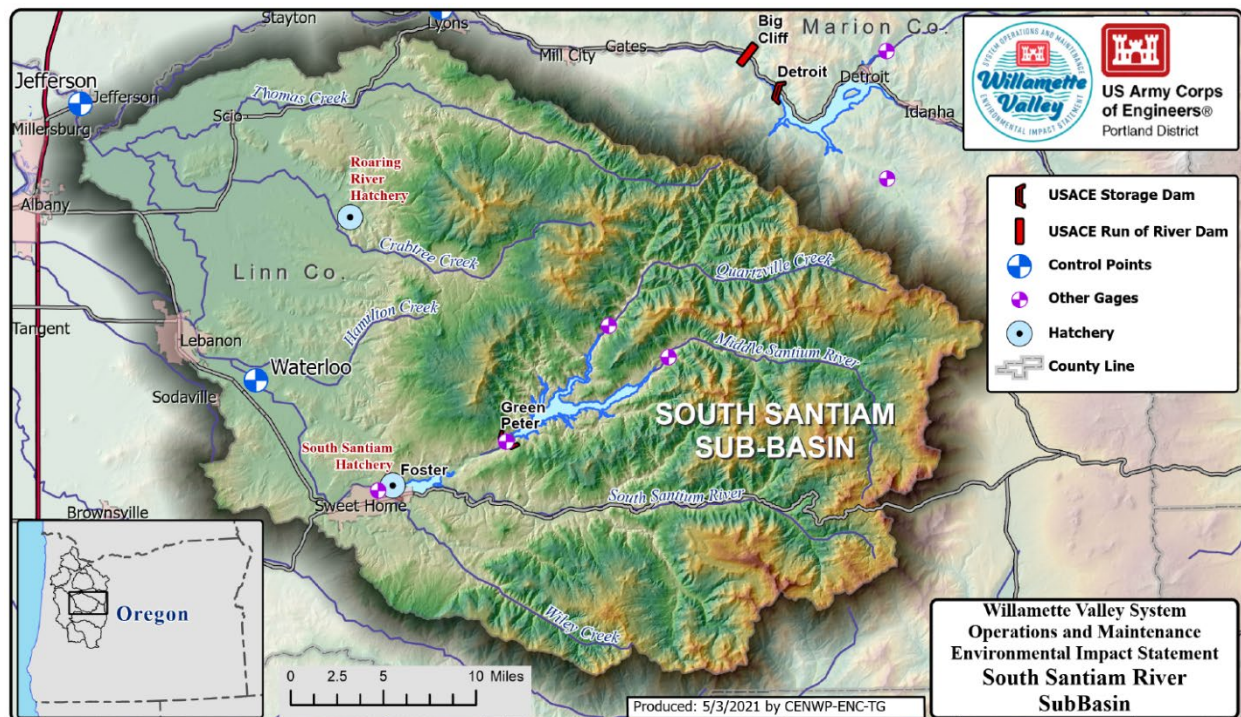 Stayton
Lyons
Mill City
Gates
Big
Cliff
Marion Co.
Detroit
Detroit
Idanha
Jefferson
Jefferson
Millersburg
Scio
Thomas Creek
Albany
Roaring
River
Hatchery
Crabtree Creek
Linn Co.
Quartzville Creek
Tangent
Hamilton Creek
Lebanon
Waterloo
Middle Santium River
Sodaville
Green
Peter
SOUTH SANTIAM
SUB-BASIN
South Santiam
Hatchery
Foster
Sweet Home
South Santium River
Brownsville
Wiley Creek
SYSTEM OPERATIONS AND MAINTENANCE
Willamette
Valley
ENVIRONMENTAL IMPACT STATEMENT
US Army Corps
of Engineers®
Portland District
USACE Storage Dam
USACE Run of River Dam
Control Points
Other Gages
Hatchery
County Line
Oregon
0 2.5 5 10 Miles
Produced: 5/3/2021 by CENWP-ENC-TG
Willamette Valley System
Operations and Maintenance
Environmental Impact Statement
South Santiam River
SubBasin